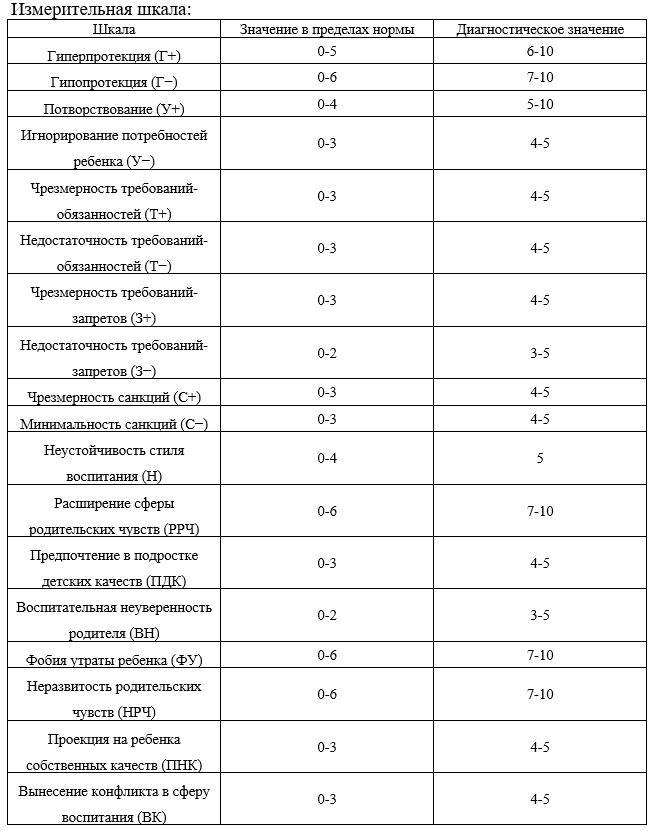 Измерительная шкала:
Шкала Значение в пределах нормы Диагностическое значение
Гиперпротекция (Г+) 0-5 6-10
Гипопротекция (Г−) 0-6 7-10
Потворствование (У+) 0-4 5-10
Игнорирование потребностей
ребенка (У−) 0-3 4-5
Чрезмерность требований-
обязанностей (Т+) 0-3 4-5
Недостаточность требований-
обязанностей (Т−) 0-3 4-5
Чрезмерность требований-
запретов (З+) 0-3 4-5
Недостаточность требований-
запретов (З−) 0-2 3-5
Чрезмерность санкций (С+) 0-3 4-5
Минимальность санкций (С−) 0-3 4-5
Неустойчивость стиля
воспитания (Н) 0-4 5
Расширение сферы
родительских чувств (РРЧ) 0-6 7-10
Предпочтение в подростке
детских качеств (ПДК) 0-3 4-5
Воспитательная неуверенность
родителя (ВН) 0-2 3-5
Фобия утраты ребенка (ФУ) 0-6 7-10
Неразвитость родительских
чувств (НРЧ) 0-6 7-10
Проекция на ребенка
собственных качеств (ПНК) 0-3 4-5
Вынесение конфликта в сферу
воспитания (ВК) 0-3 4-5